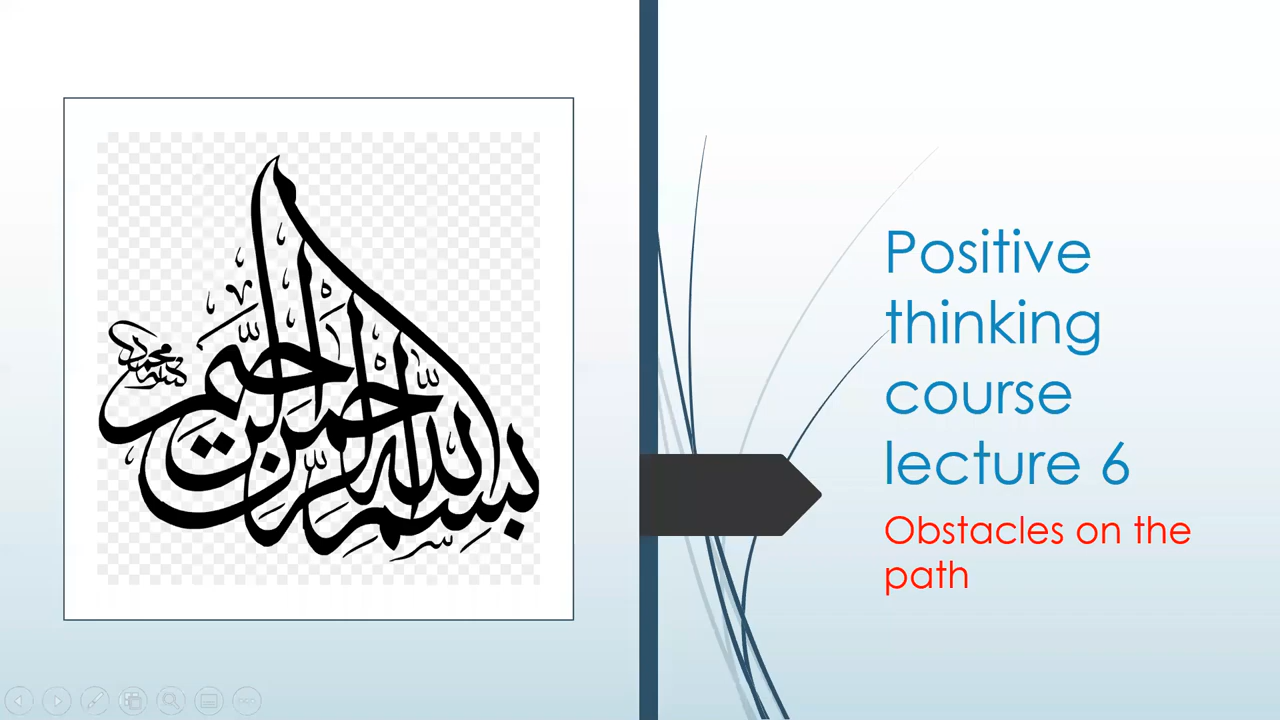 بسم الله الرحمن الرحيم
Positive
thinking
course
lecture 6
Obstacles on the
path